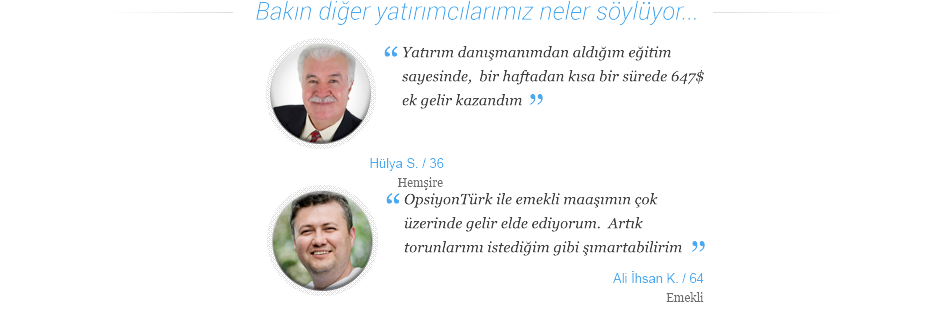 Bakın diğer yatırımcılarımız neler söylüyor...
“ Yatırım danışmanımdan aldığım eğitim
sayesinde, bir haftadan kısa bir sürede 647$
ek gelir kazandım ”
Hülya S. / 36
Hemşire
“ OpsiyonTürk ile emekli maaşımın çok
üzerinde gelir elde ediyorum. Artık
torunlarımı istediğim gibi şımartabilirim ”
Ali İhsan K. / 64
Emekli